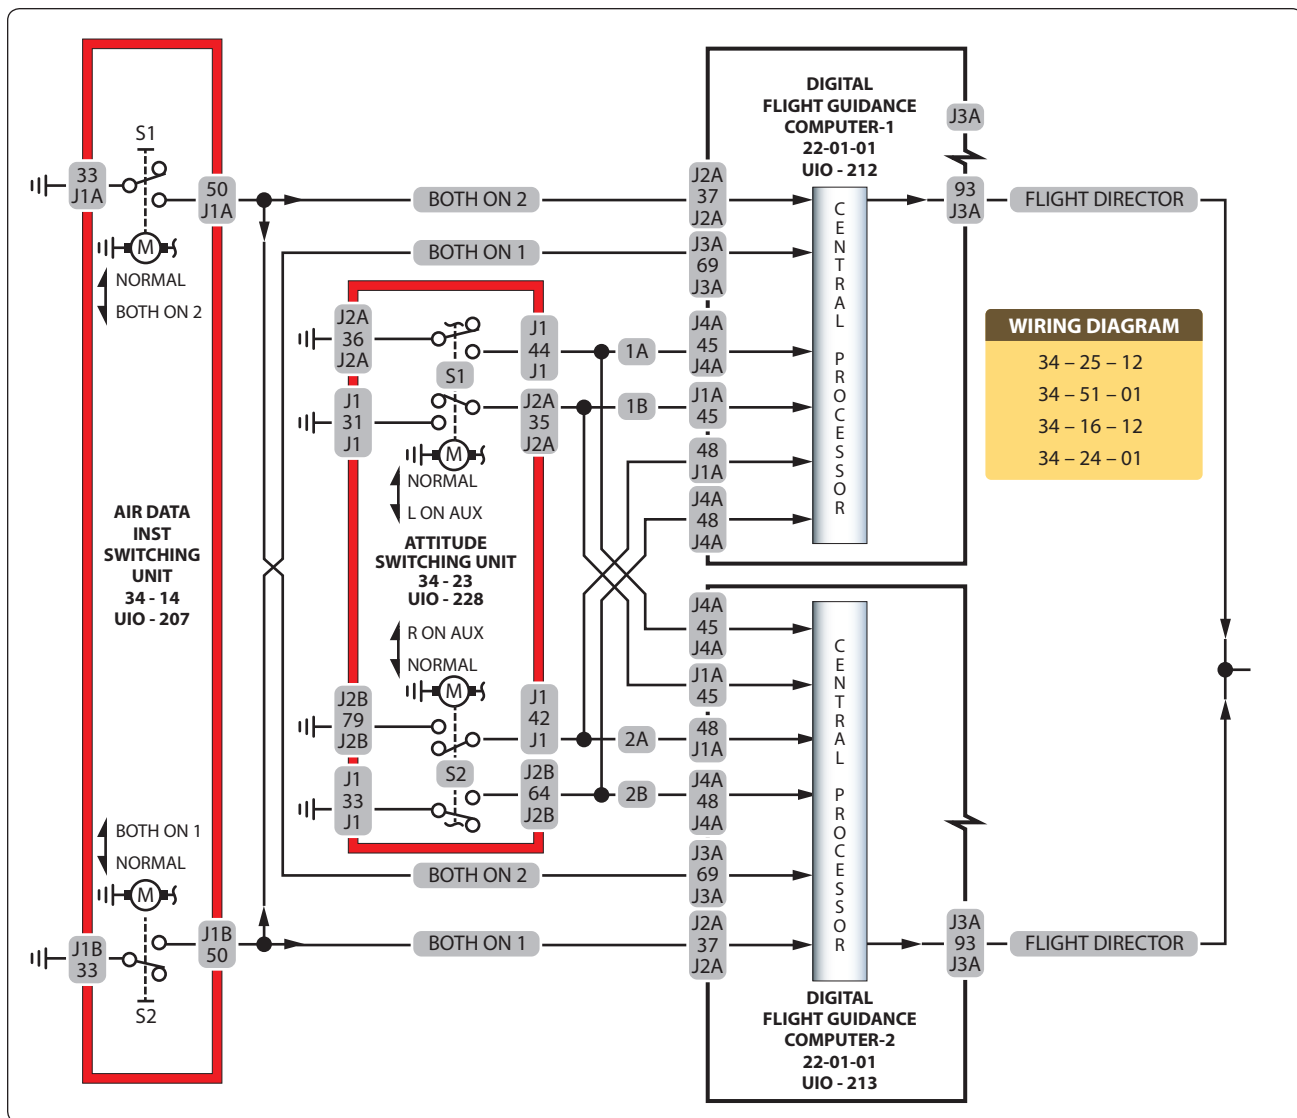 S1
33
J1A
50
J1A
M
NORMAL
BOTH ON 2
AIR DATA
INST
SWITCHING
UNIT
34 - 14
UIO - 207
BOTH ON 1
NORMAL
M
J1B
33
J1B
50
S2
BOTH ON 2
BOTH ON 1
J2A
36
J2A
J1
44
J1
S1
J1
31
J1
J2A
35
J2A
M
NORMAL
L ON AUX
ATTITUDE
SWITCHING UNIT
34 - 23
UIO - 228
R ON AUX
NORMAL
M
J2B
79
J2B
J1
42
J1
S2
J1
33
J1
J2B
64
J2B
1A
1B
2A
2B
BOTH ON 2
BOTH ON 1
DIGITAL
FLIGHT GUIDANCE
COMPUTER-1
22-01-01
UIO - 212
J3A
J2A
37
J2A
J3A
69
J3A
J4A
45
J4A
J1A
45
48
J1A
J4A
48
J4A
CENTRAL PROCESSOR
93
J3A
FLIGHT DIRECTOR
WIRING DIAGRAM
34 – 25 – 12
34 – 51 – 01
34 – 16 – 12
34 – 24 – 01
J4A
45
J4A
J1A
45
48
J1A
J4A
48
J4A
J3A
69
J3A
J2A
37
J2A
CENTRAL PROCESSOR
J3A
93
J3A
FLIGHT DIRECTOR
DIGITAL
FLIGHT GUIDANCE
COMPUTER-2
22-01-01
UIO - 213